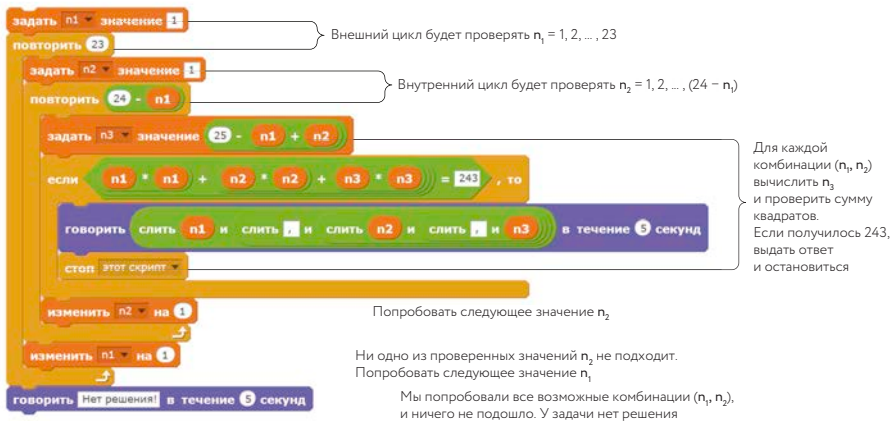 задать n1 значение 1
Внешний цикл будет проверять n₁ = 1, 2, ... , 23
повторить 23
задать n2 значение 1
Внутренний цикл будет проверять n₂ = 1, 2, ... , (24 − n₁)
повторить 24 - n1
задать n3 значение 25 - n1 + n2
если n1 * n1 + n2 * n2 + n3 * n3 = 243 , то
говорить слить n1 и слить , и слить n2 и слить , и n3 в течение 5 секунд
стоп этот скрипт
Для каждой
комбинации (n₁, n₂)
вычислить n₃
и проверить сумму
квадратов.
Если получилось 243,
выдать ответ
и остановиться
изменить n2 на 1
Попробовать следующее значение n₂
изменить n1 на 1
Ни одно из проверенных значений n₂ не подходит.
Попробовать следующее значение n₁
говорить Нет решения! в течение 5 секунд
Мы попробовали все возможные комбинации (n₁, n₂),
и ничего не подошло. У задачи нет решения